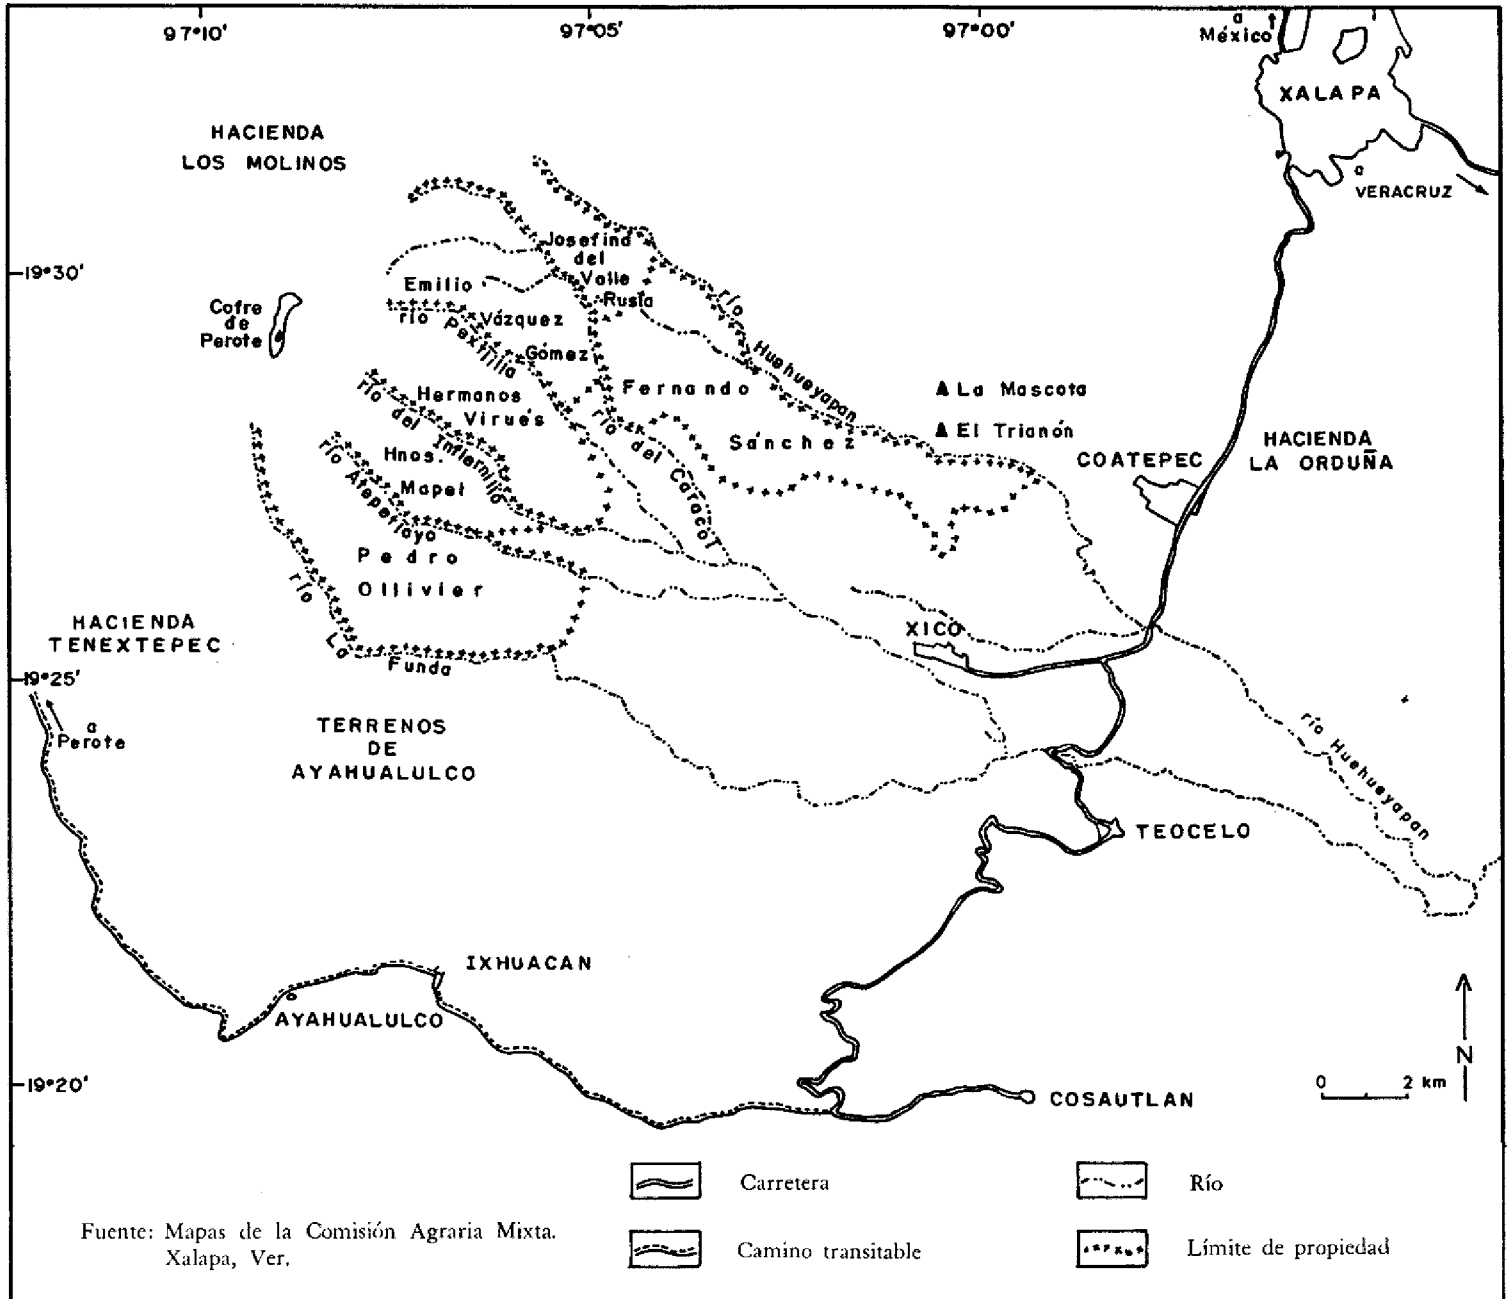 97°10'
97°05'
97°00'
a
México
XALAPA
a
VERACRUZ
HACIENDA
LOS MOLINOS
19°30'
Cofre
de
Perote
Josefina
del
Valle
Rusla
Emilio
Vázquez
Gómez
río Pextlilla
río Huehueyapan
Fernando
Sánchez
La Mascota
El Trianón
Hermanos
Virués
río del Infiernillo
río del Caracol
Hnos.
Mapel
río Atepetlayo
Pedro
Ollivier
río La Funda
COATEPEC
HACIENDA
LA ORDUÑA
XICO
HACIENDA
TENEXTEPEC
19°25'
a
Perote
TERRENOS
DE
AYAHUALULCO
río Huehueyapan
TEOCELO
IXHUACAN
AYAHUALULCO
19°20'
COSAUTLAN
N
0 2 km
Carretera
Río
Camino transitable
Límite de propiedad
Fuente: Mapas de la Comisión Agraria Mixta.
Xalapa, Ver.